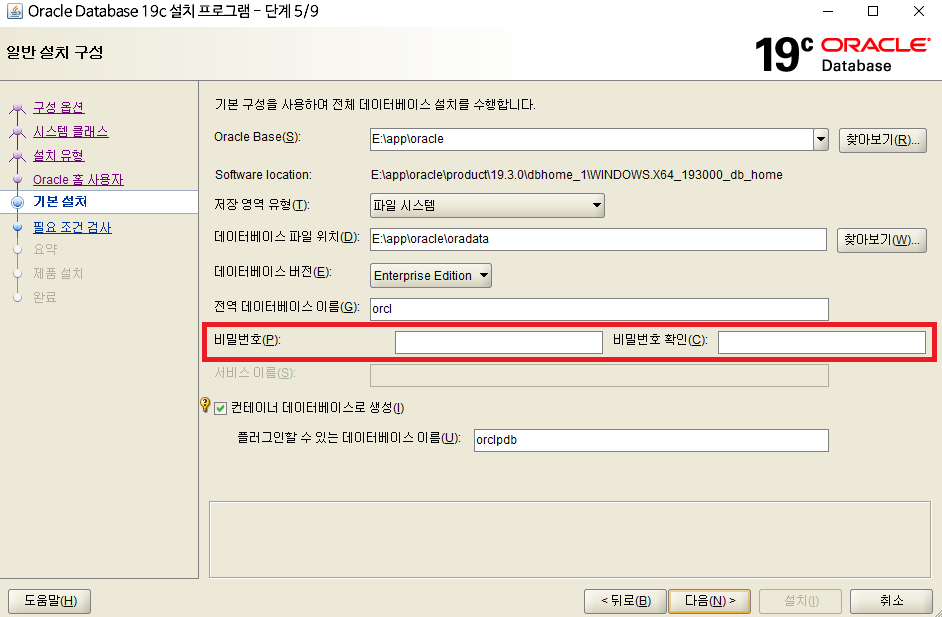 Oracle Database 19c 설치 프로그램 - 단계 5/9
일반 설치 구성
19c ORACLE Database
구성 옵션
시스템 클래스
설치 유형
Oracle 홈 사용자
기본 설치
필요 조건 검사
요약
제품 설치
완료
기본 구성을 사용하여 전체 데이터베이스 설치를 수행합니다.
Oracle Base(S): E:\app\oracle 찾아보기(R)...
Software location: E:\app\oracle\product\19.3.0\dbhome_1\WINDOWS.X64_193000_db_home
저장 영역 유형(T): 파일 시스템
데이터베이스 파일 위치(D): E:\app\oracle\oradata 찾아보기(W)...
데이터베이스 버전(E): Enterprise Edition
전역 데이터베이스 이름(G): orcl
비밀번호(P): 비밀번호 확인(C):
서비스 이름(S):
컨테이너 데이터베이스로 생성(I)
플러그인할 수 있는 데이터베이스 이름(U): orclpdb
도움말(H) < 뒤로(B) 다음(N) > 설치(I) 취소